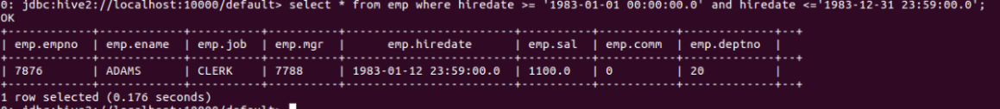 0: jdbc:hive2://localhost:10000/default> select * from emp where hiredate >= '1983-01-01 00:00:00.0' and hiredate <='1983-12-31 23:59:00.0';
OK
+------------+------------+----------+----------+------------------------+----------+-----------+-------------+--+
| emp.empno | emp.ename | emp.job | emp.mgr | emp.hiredate | emp.sal | emp.comm | emp.deptno |
+------------+------------+----------+----------+------------------------+----------+-----------+-------------+--+
| 7876 | ADAMS | CLERK | 7788 | 1983-01-12 23:59:00.0 | 1100.0 | 0 | 20 |
+------------+------------+----------+----------+------------------------+----------+-----------+-------------+--+
1 row selected (0.176 seconds)
0: jdbc:hive2://localhost:10000/default>